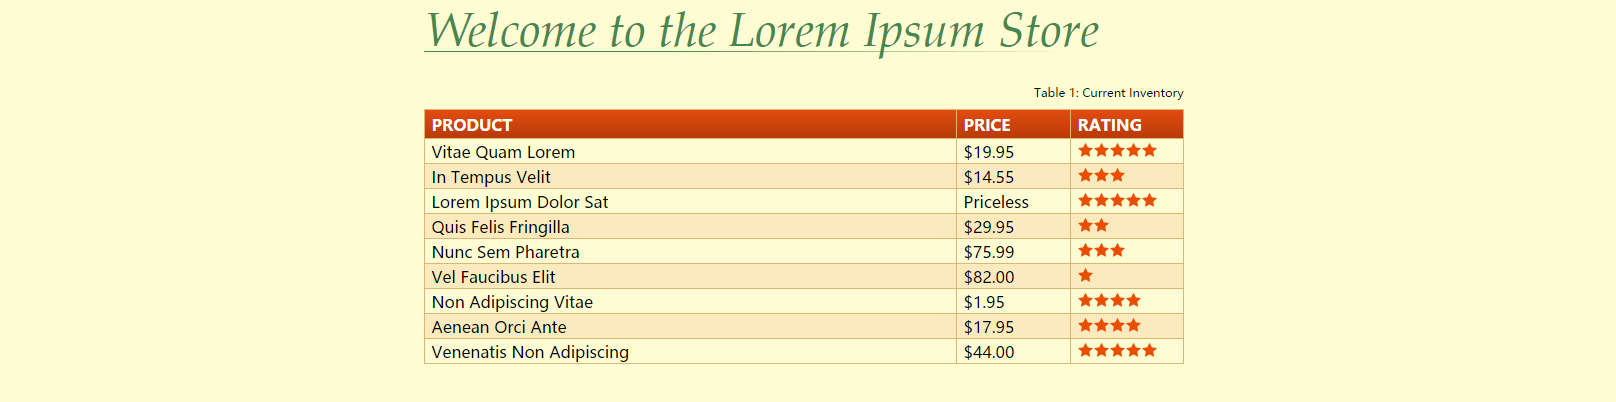 Welcome to the Lorem Ipsum Store
Table 1: Current Inventory
PRODUCT PRICE RATING
Vitae Quam Lorem $19.95 ★★★★★
In Tempus Velit $14.55 ★★★
Lorem Ipsum Dolor Sat Priceless ★★★★★
Quis Felis Fringilla $29.95 ★★
Nunc Sem Pharetra $75.99 ★★★
Vel Faucibus Elit $82.00 ★
Non Adipiscing Vitae $1.95 ★★★★
Aenean Orci Ante $17.95 ★★★★
Venenatis Non Adipiscing $44.00 ★★★★★